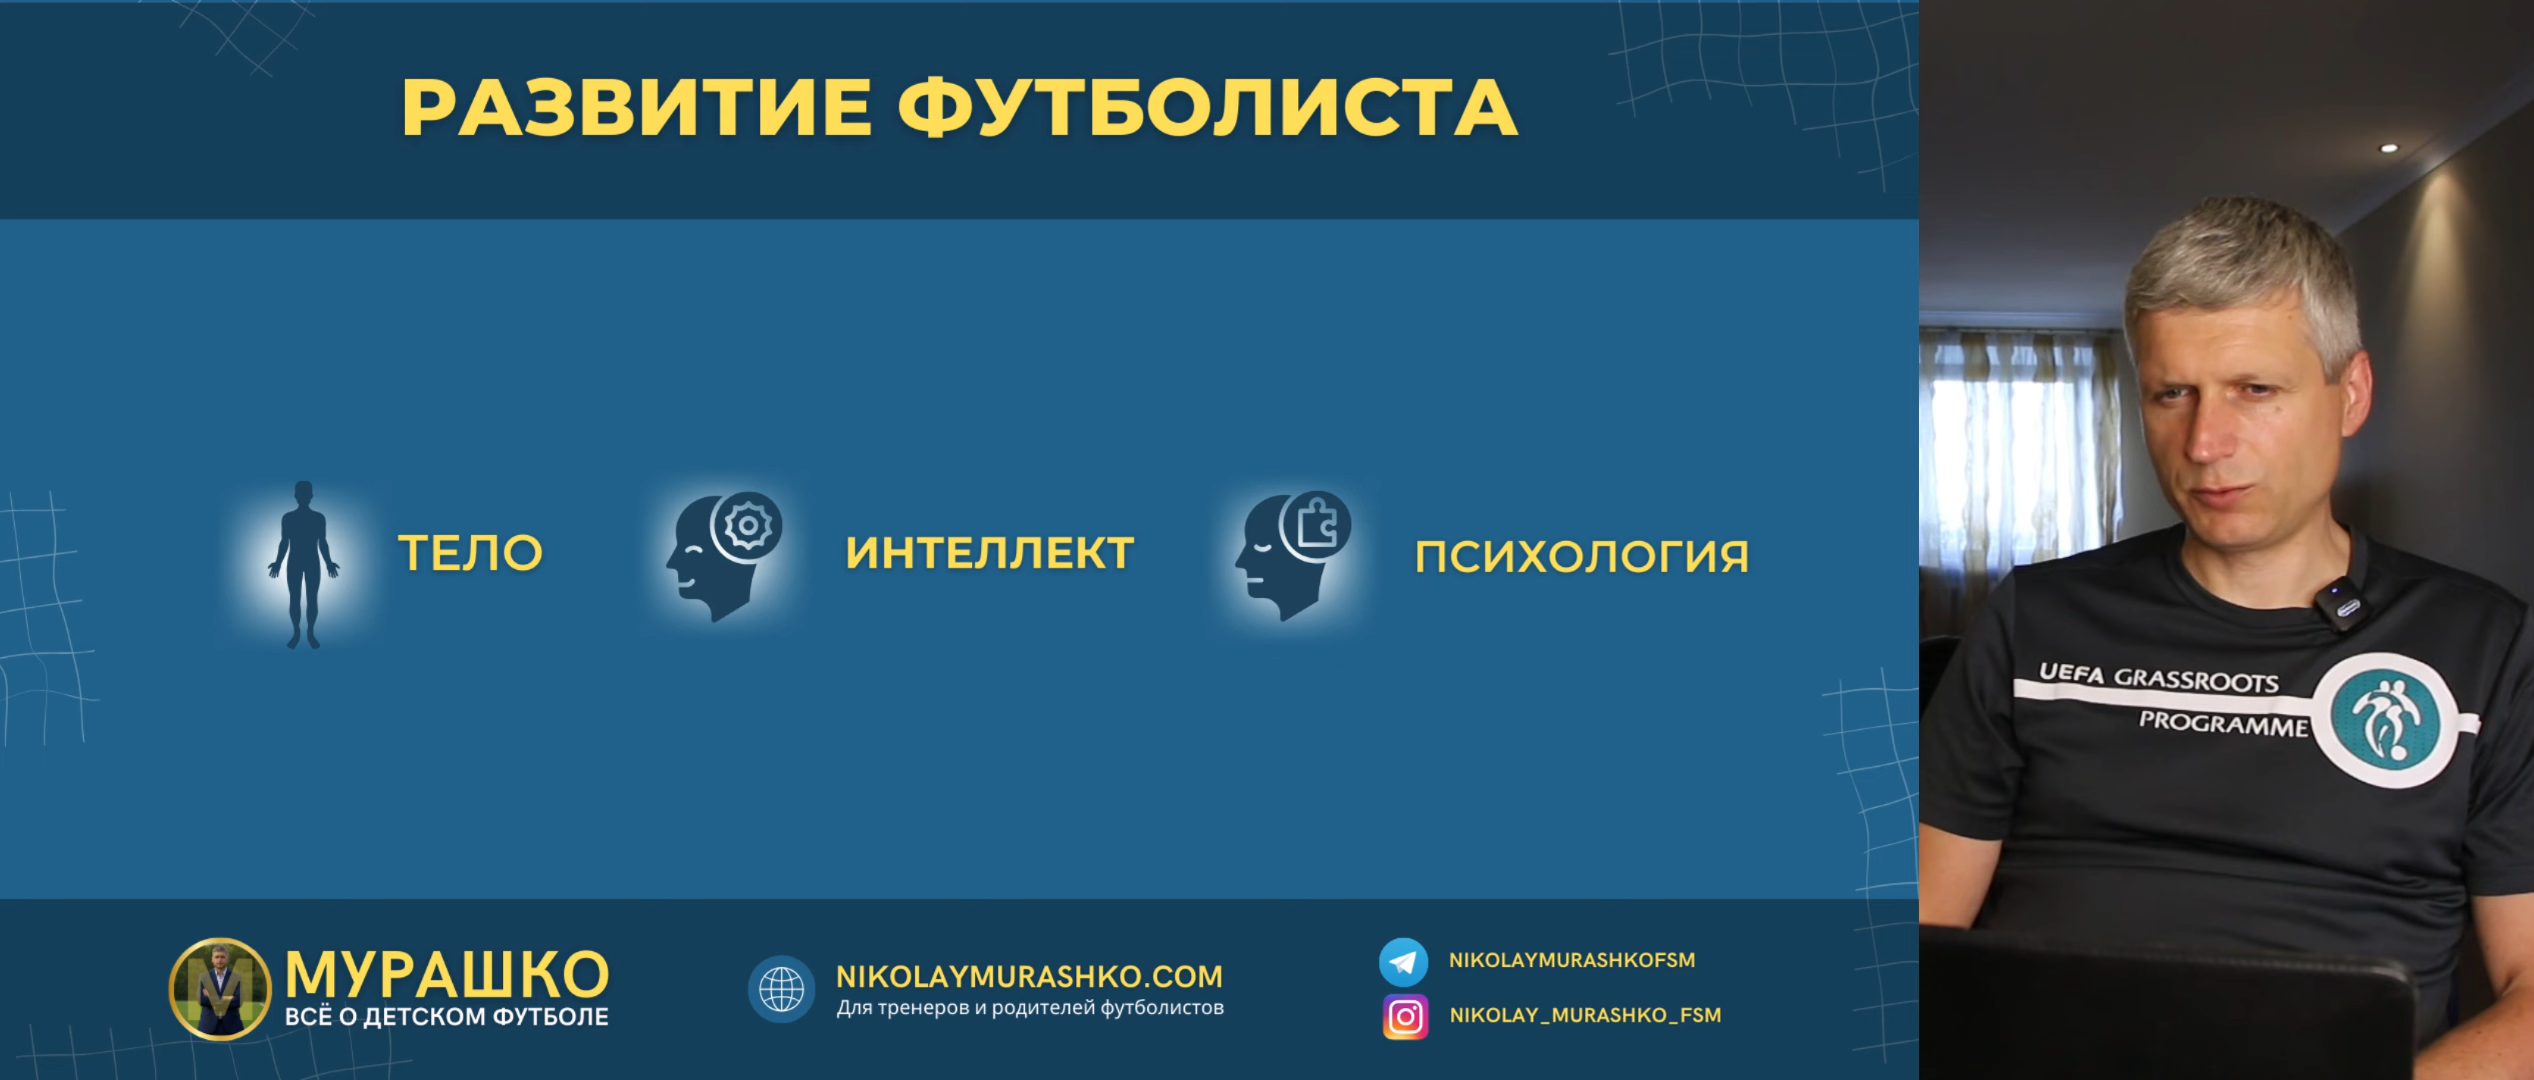 РАЗВИТИЕ ФУТБОЛИСТА
ТЕЛО
ИНТЕЛЛЕКТ
ПСИХОЛОГИЯ
UEFA GRASSROOTS
PROGRAMME
М
МУРАШКО
ВСЁ О ДЕТСКОМ ФУТБОЛЕ
NIKOLAYMURASHKO.COM
Для тренеров и родителей футболистов
NIKOLAYMURASHKOFSM
NIKOLAY_MURASHKO_FSM